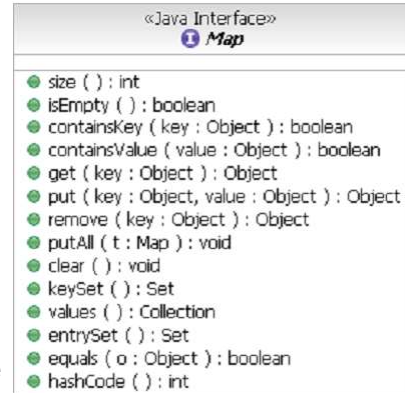 «Java Interface»
I Map
size ( ) : int
isEmpty ( ) : boolean
containsKey ( key : Object ) : boolean
containsValue ( value : Object ) : boolean
get ( key : Object ) : Object
put ( key : Object, value : Object ) : Object
remove ( key : Object ) : Object
putAll ( t : Map ) : void
clear ( ) : void
keySet ( ) : Set
values ( ) : Collection
entrySet ( ) : Set
equals ( o : Object ) : boolean
hashCode ( ) : int